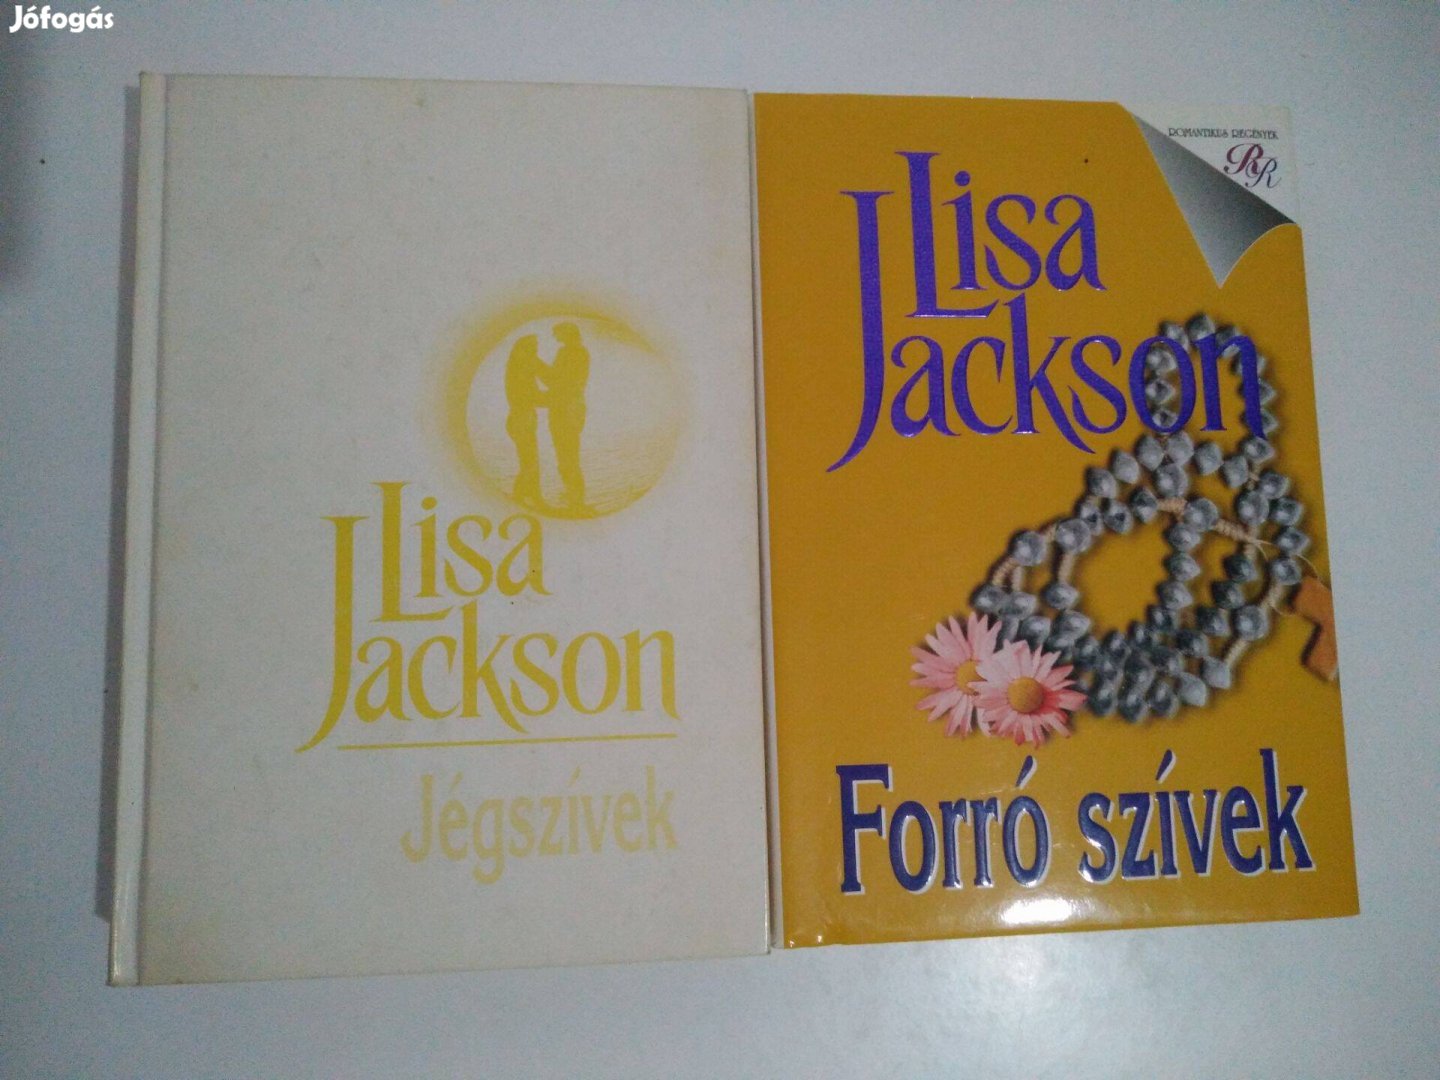 Jófogás
Lisa
Jackson
Jégszívek
ROMANTIKUS REGÉNYEK
RR
Lisa
Jackson
Forró szívek